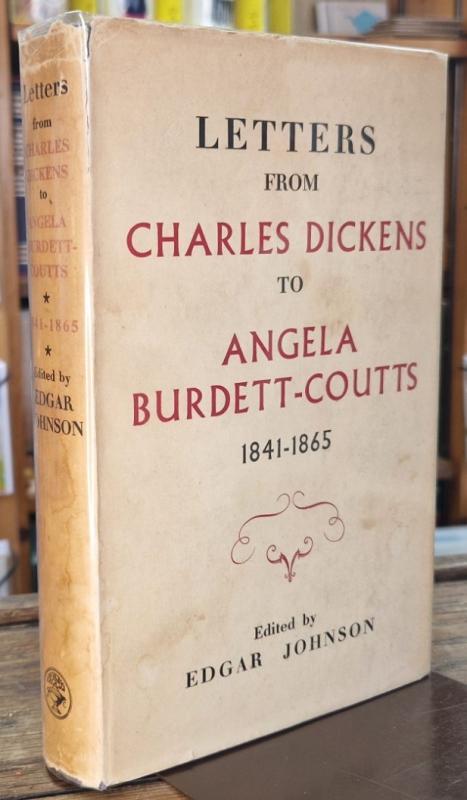 LETTERS
FROM
CHARLES DICKENS
TO
ANGELA
BURDETT-COUTTS
1841-1865
Edited by
EDGAR JOHNSON
Letters
from
CHARLES
DICKENS
to
ANGELA
BURDETT-
COUTTS
★
1841-1865
★
Edited by
EDGAR
JOHNSON